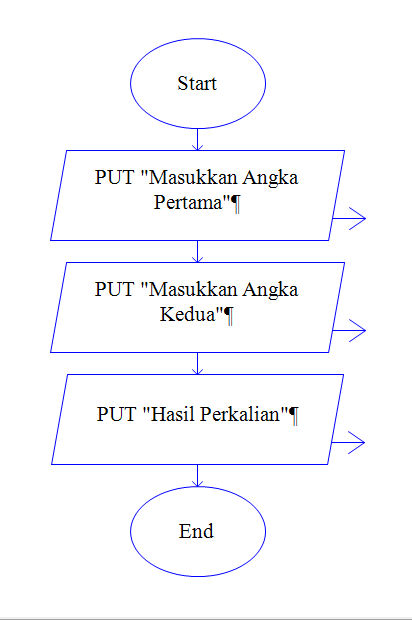 Start
PUT "Masukkan Angka
Pertama"¶
PUT "Masukkan Angka
Kedua"¶
PUT "Hasil Perkalian"¶
End